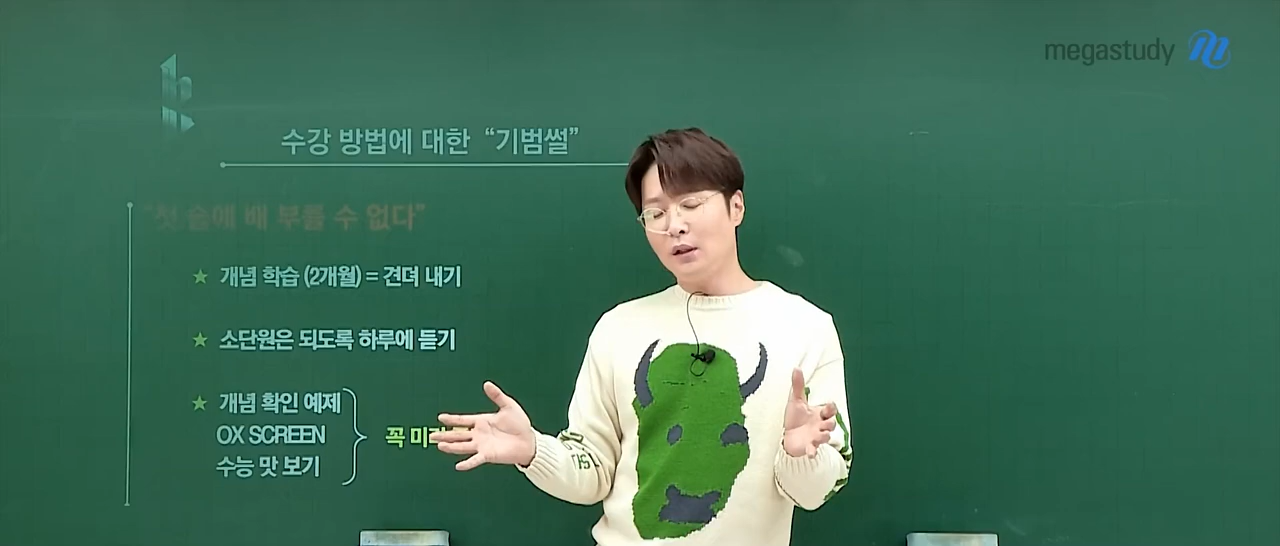 megastudy
수강 방법에 대한 “기범썰”
“첫 술에 배 부를 수 없다”
★ 개념 학습 (2개월) = 견뎌 내기
★ 소단원은 되도록 하루에 듣기
★ 개념 확인 예제
OX SCREEN
수능 맛 보기
꼭